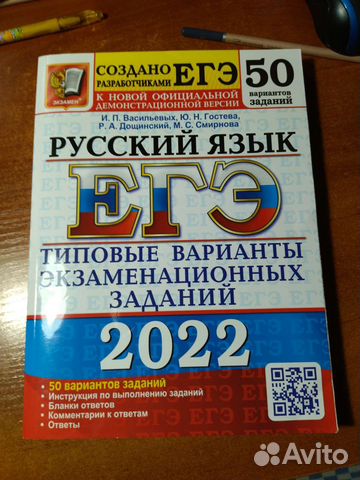 СОЗДАНО
РАЗРАБОТЧИКАМИ ЕГЭ
50
вариантов
заданий
ЭКЗАМЕН
К НОВОЙ ОФИЦИАЛЬНОЙ
ДЕМОНСТРАЦИОННОЙ ВЕРСИИ
И. П. Васильевых, Ю. Н. Гостева,
Р. А. Дощинский, М. С. Смирнова
РУССКИЙ ЯЗЫК
ЕГЭ
ТИПОВЫЕ ВАРИАНТЫ
ЭКЗАМЕНАЦИОННЫХ
ЗАДАНИЙ
2022
• 50 вариантов заданий
• Инструкция по выполнению заданий
• Бланки ответов
• Комментарии к ответам
• Ответы
Avito